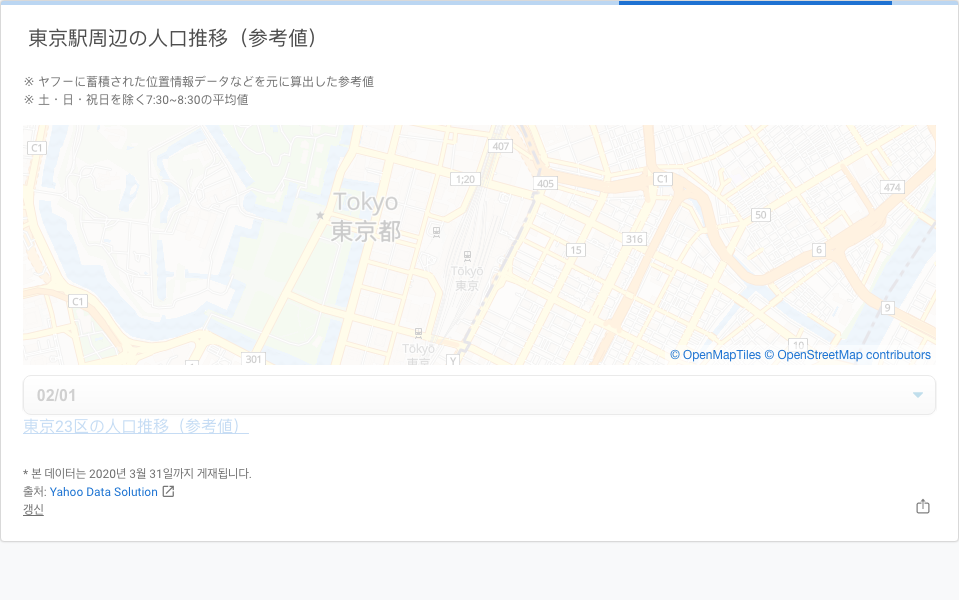 東京駅周辺の人口推移（参考値）
※ ヤフーに蓄積された位置情報データなどを元に算出した参考値
※ 土・日・祝日を除く7:30~8:30の平均値
C1
407
1;20
405
C1
474
Tokyo
東京都
50
316
15
6
Tōkyō
東京
C1
9
10
301
Tōkyō
東京
Y
© OpenMapTiles © OpenStreetMap contributors
02/01
東京23区の人口推移（参考値）
* 본 데이터는 2020년 3월 31일까지 게재됩니다.
출처: Yahoo Data Solution
갱신